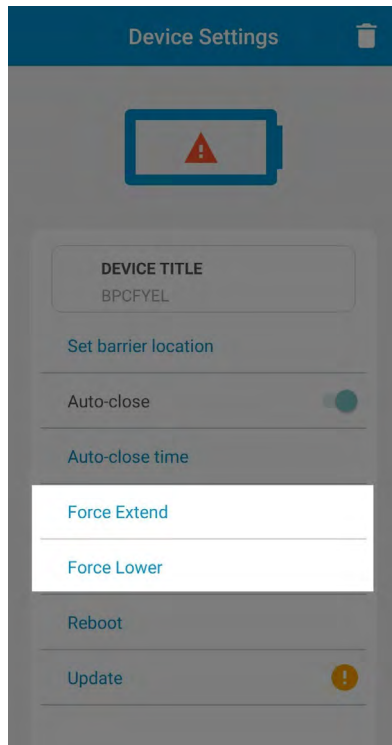 Device Settings
DEVICE TITLE
BPCFYEL
Set barrier location
Auto-close
Auto-close time
Force Extend
Force Lower
Reboot
Update